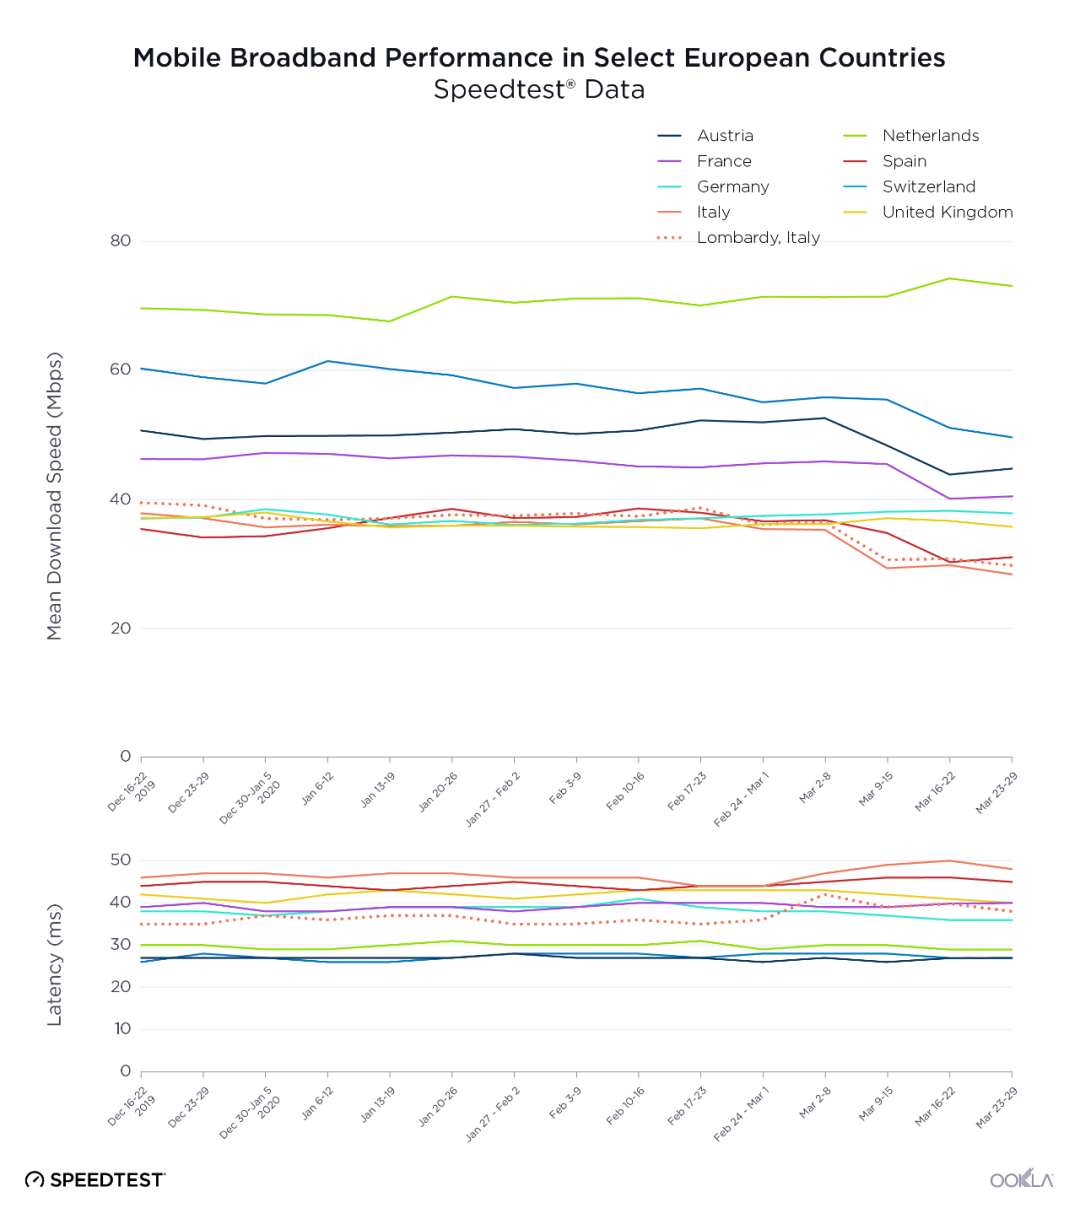 Mobile Broadband Performance in Select European Countries
Speedtest® Data
Austria
France
Germany
Italy
Lombardy, Italy
Netherlands
Spain
Switzerland
United Kingdom
Mean Download Speed (Mbps)
80
60
40
20
0
Dec 16-22
2019
Dec 23-29
Dec 30-Jan 5
2020
Jan 6-12
Jan 13-19
Jan 20-26
Jan 27 - Feb 2
Feb 3-9
Feb 10-16
Feb 17-23
Feb 24 - Mar 1
Mar 2-8
Mar 9-15
Mar 16-22
Mar 23-29
Latency (ms)
50
40
30
20
10
0
Dec 16-22
2019
Dec 23-29
Dec 30-Jan 5
2020
Jan 6-12
Jan 13-19
Jan 20-26
Jan 27 - Feb 2
Feb 3-9
Feb 10-16
Feb 17-23
Feb 24 - Mar 1
Mar 2-8
Mar 9-15
Mar 16-22
Mar 23-29
SPEEDTEST
OOKLA